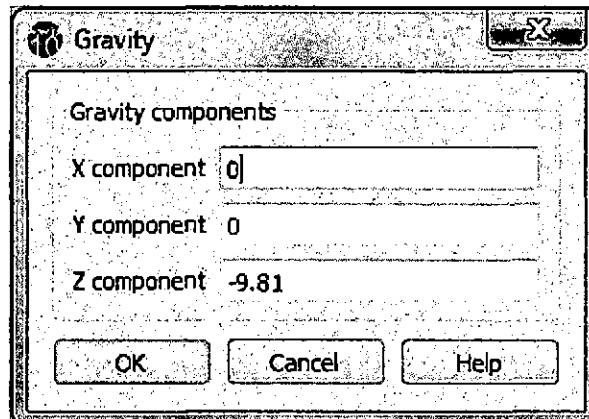 Gravity
Gravity components
X component 0
Y component 0
Z component -9.81
OK Cancel Help